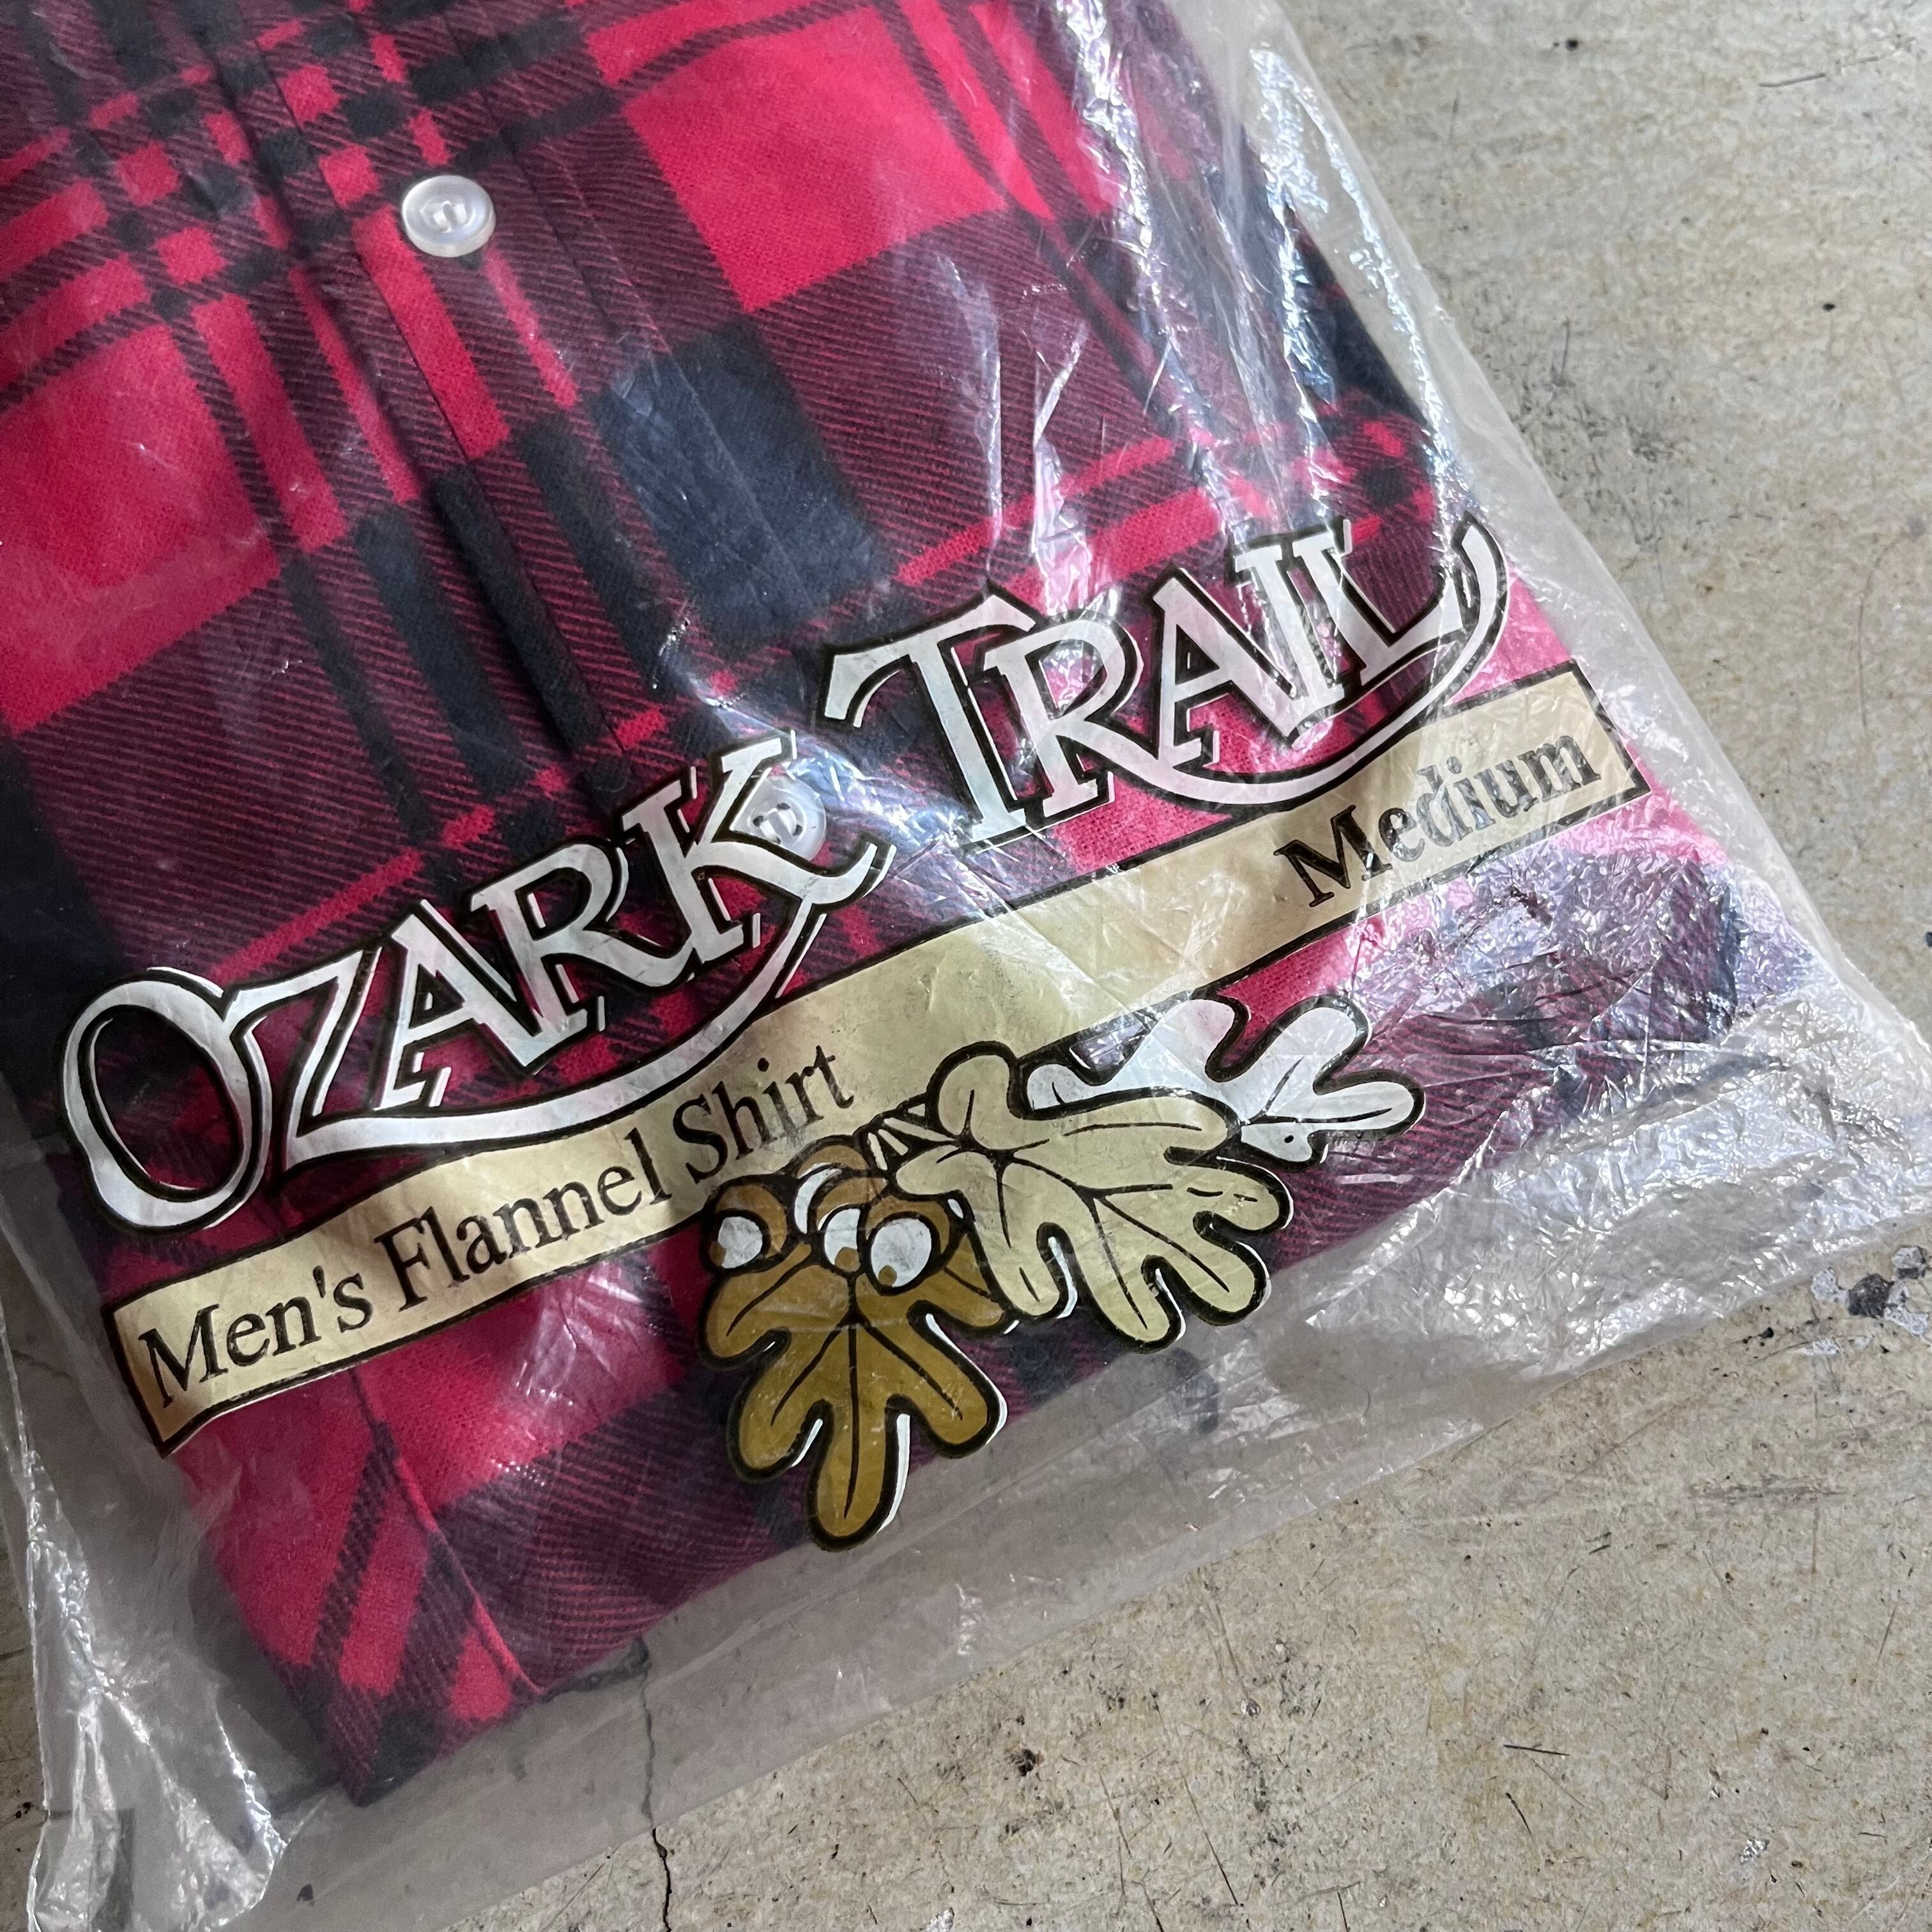 OZARK TRAIL
Men's Flannel Shirt Medium